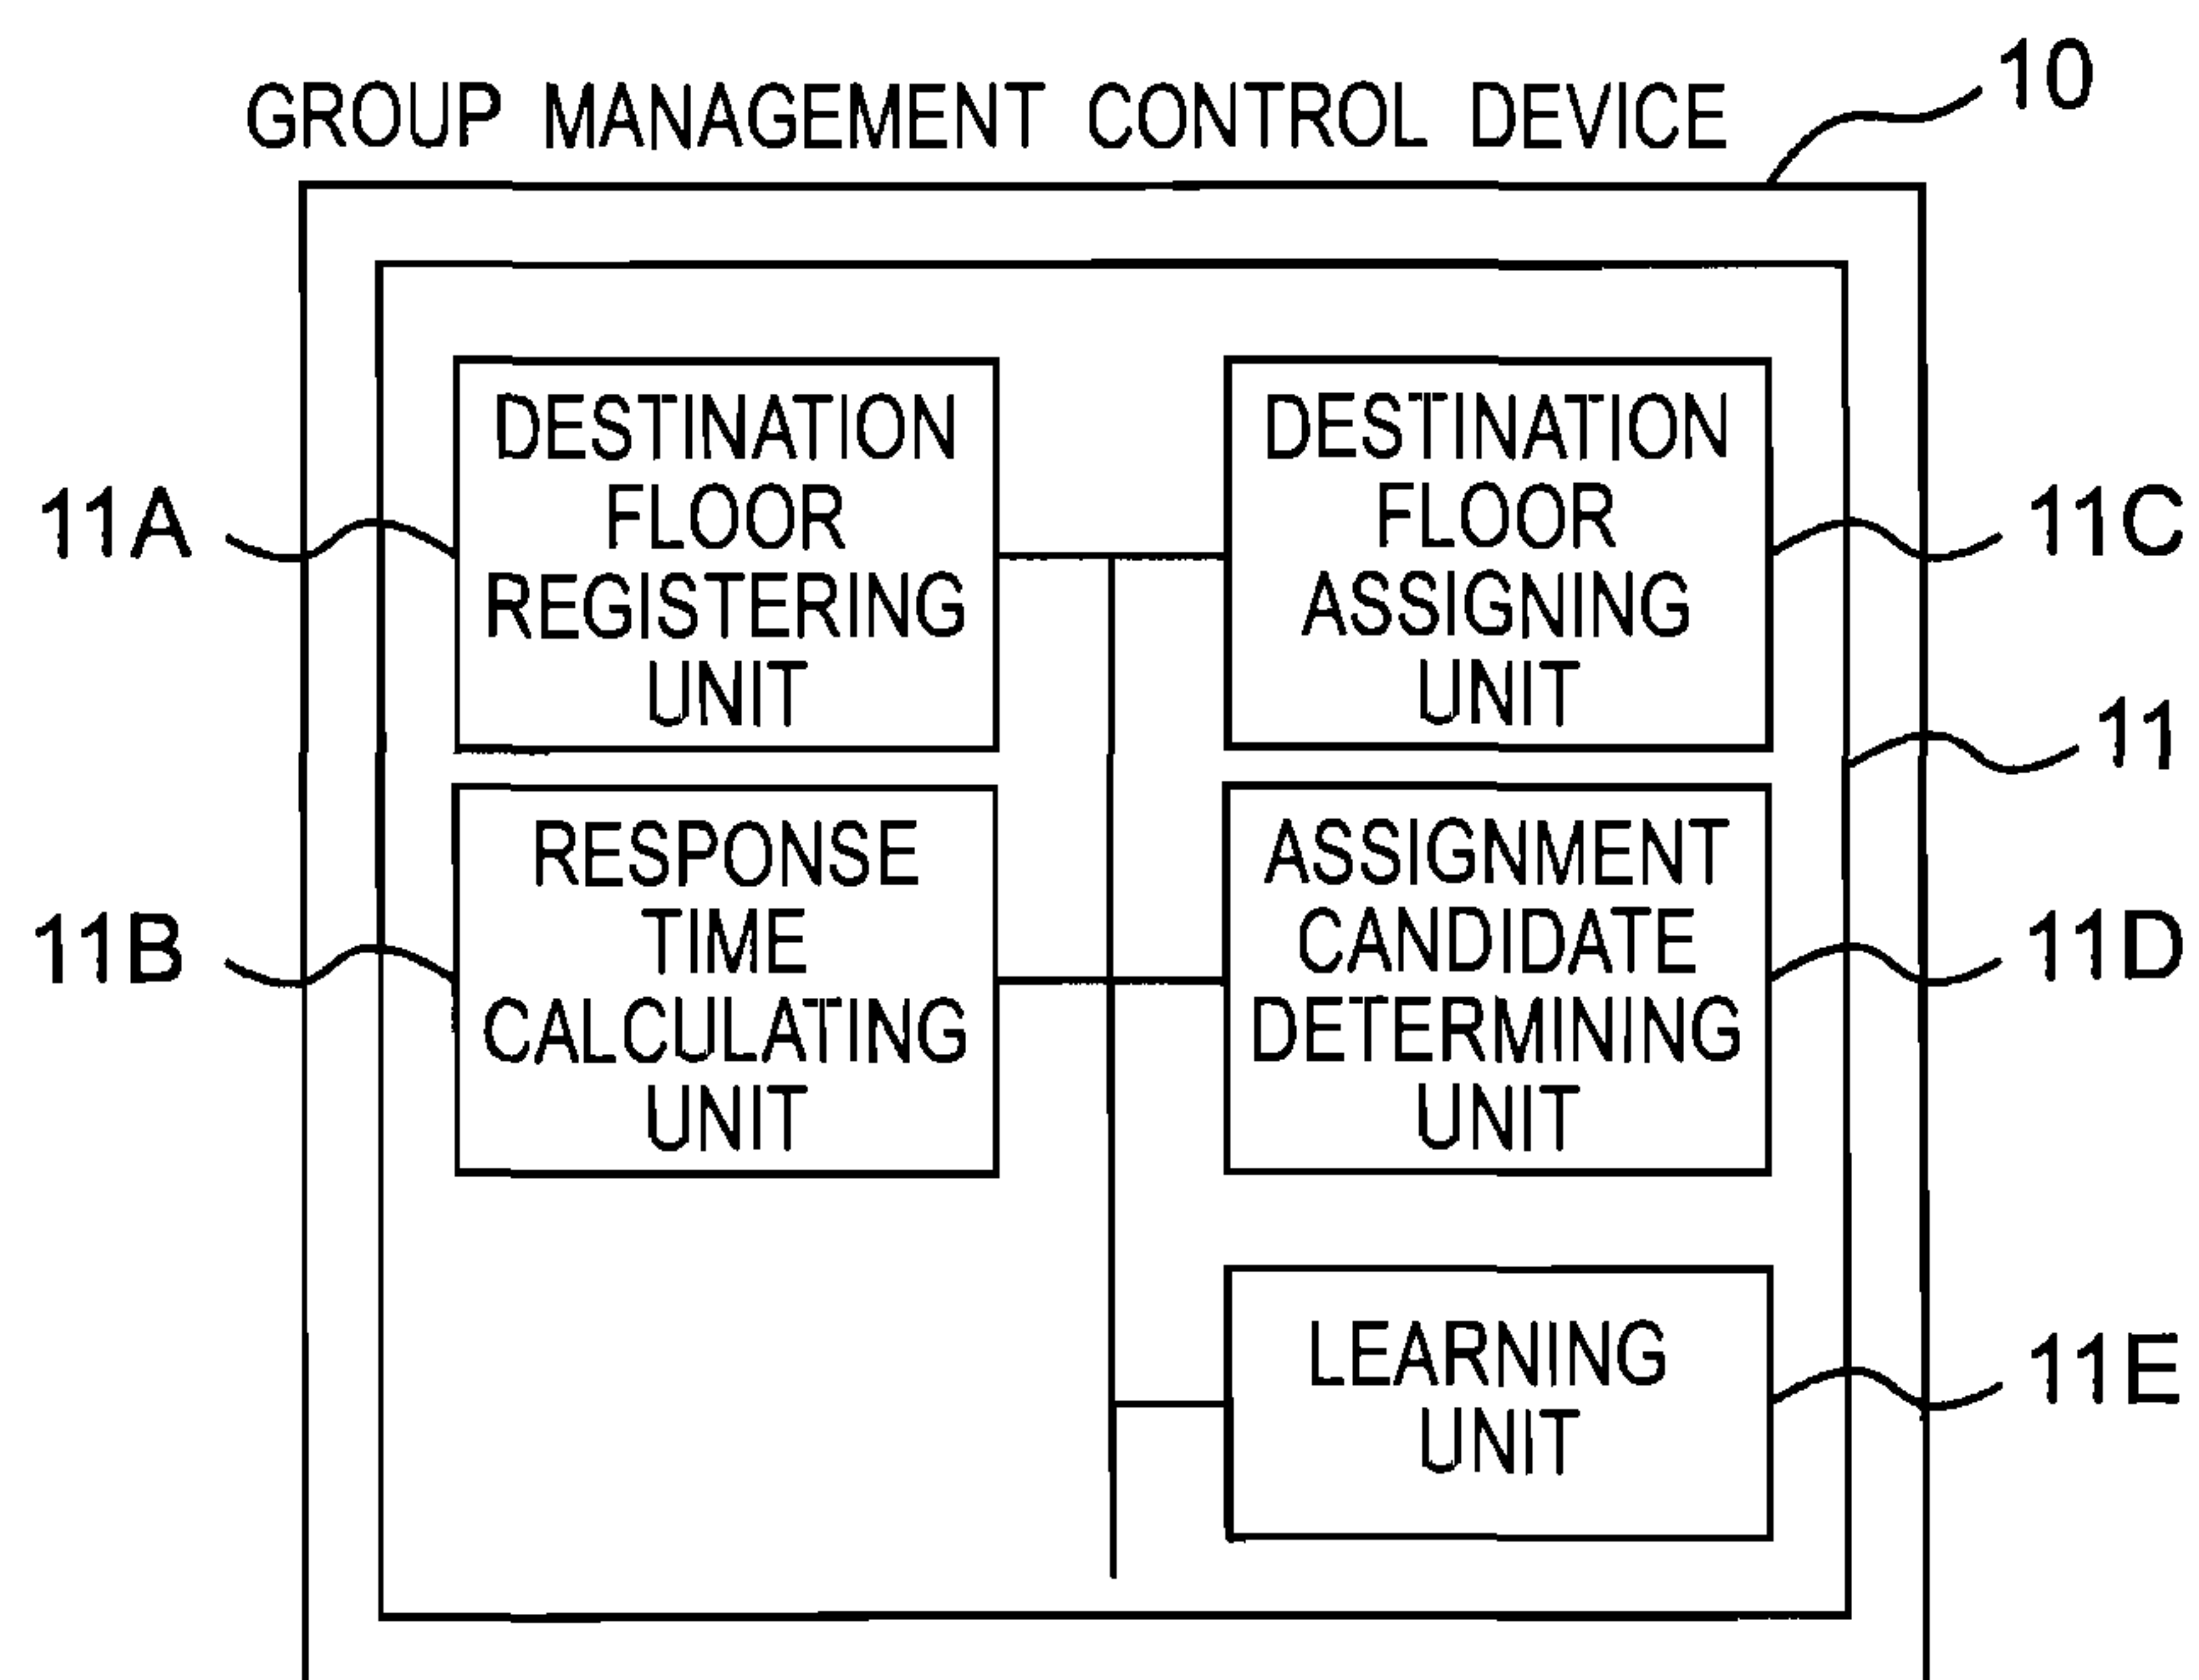 GROUP MANAGEMENT CONTROL DEVICE
10
DESTINATION
FLOOR
REGISTERING
UNIT
11A
DESTINATION
FLOOR
ASSIGNING
UNIT
11C
11
RESPONSE
TIME
CALCULATING
UNIT
11B
ASSIGNMENT
CANDIDATE
DETERMINING
UNIT
11D
LEARNING
UNIT
11E